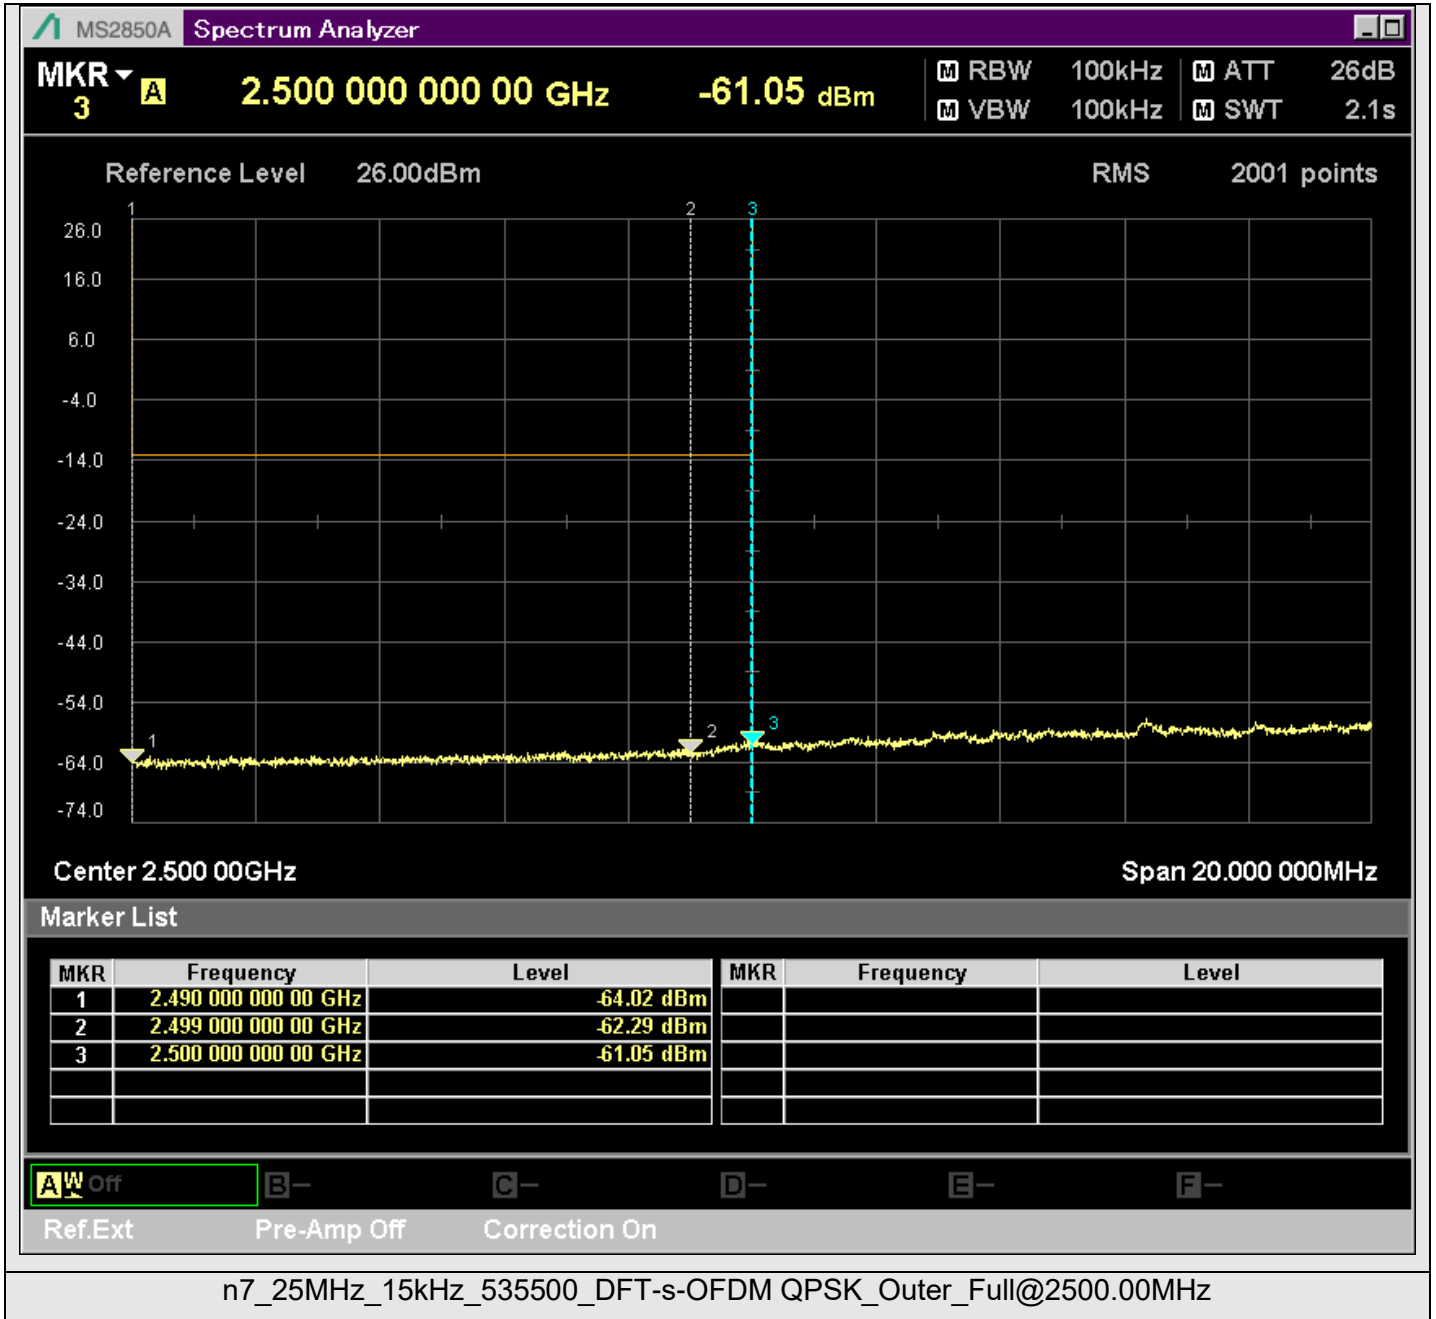 MS2850A Spectrum Analyzer
MKR A 2.500 000 000 00 GHz -61.05 dBm M RBW 100kHz M ATT 26dB
3 M VBW 100kHz M SWT 2.1s
Reference Level 26.00dBm RMS 2001 points
1 2 3
26.0
16.0
6.0
-4.0
-14.0
-24.0
-34.0
-44.0
-54.0
1 2 3
-64.0
-74.0
Center 2.500 00GHz Span 20.000 000MHz
Marker List
MKR Frequency Level MKR Frequency Level
1 2.490 000 000 00 GHz -64.02 dBm
2 2.499 000 000 00 GHz -62.29 dBm
3 2.500 000 000 00 GHz -61.05 dBm
A W Off B - C - D - E - F -
Ref.Ext Pre-Amp Off Correction On
n7_25MHz_15kHz_535500_DFT-s-OFDM QPSK_Outer_Full@2500.00MHz